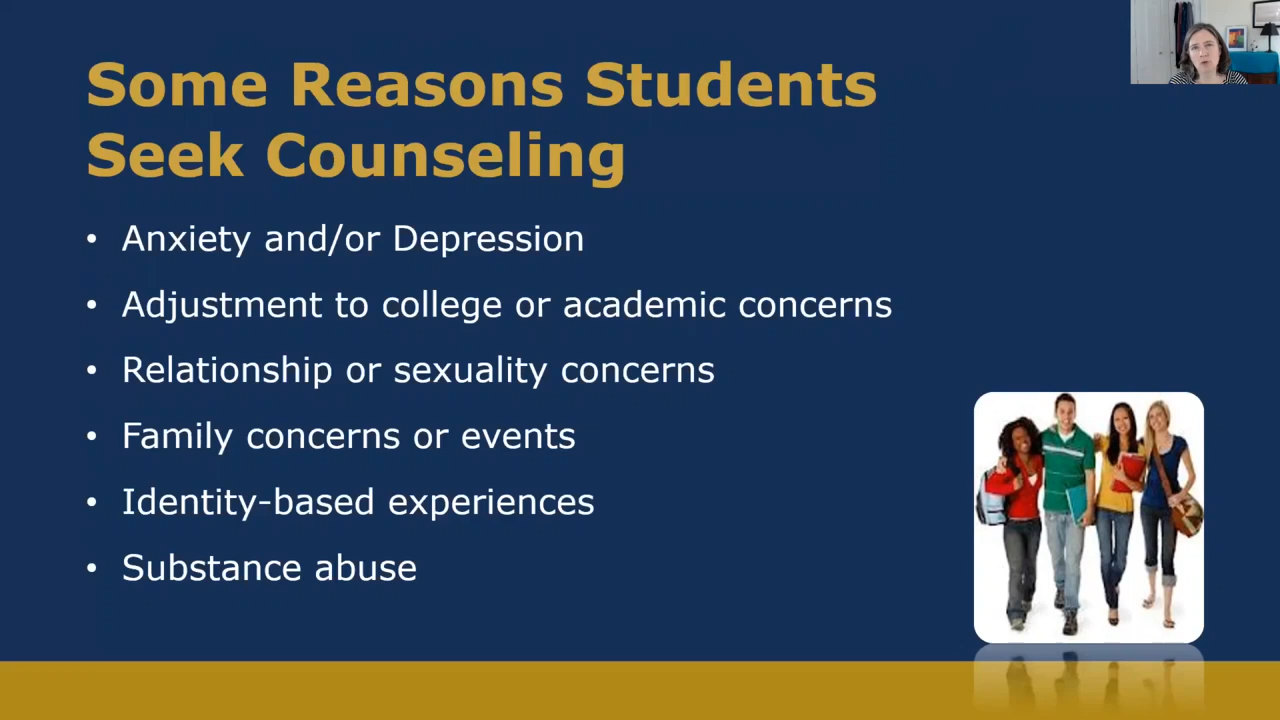 Some Reasons Students
Seek Counseling
• Anxiety and/or Depression
• Adjustment to college or academic concerns
• Relationship or sexuality concerns
• Family concerns or events
• Identity-based experiences
• Substance abuse